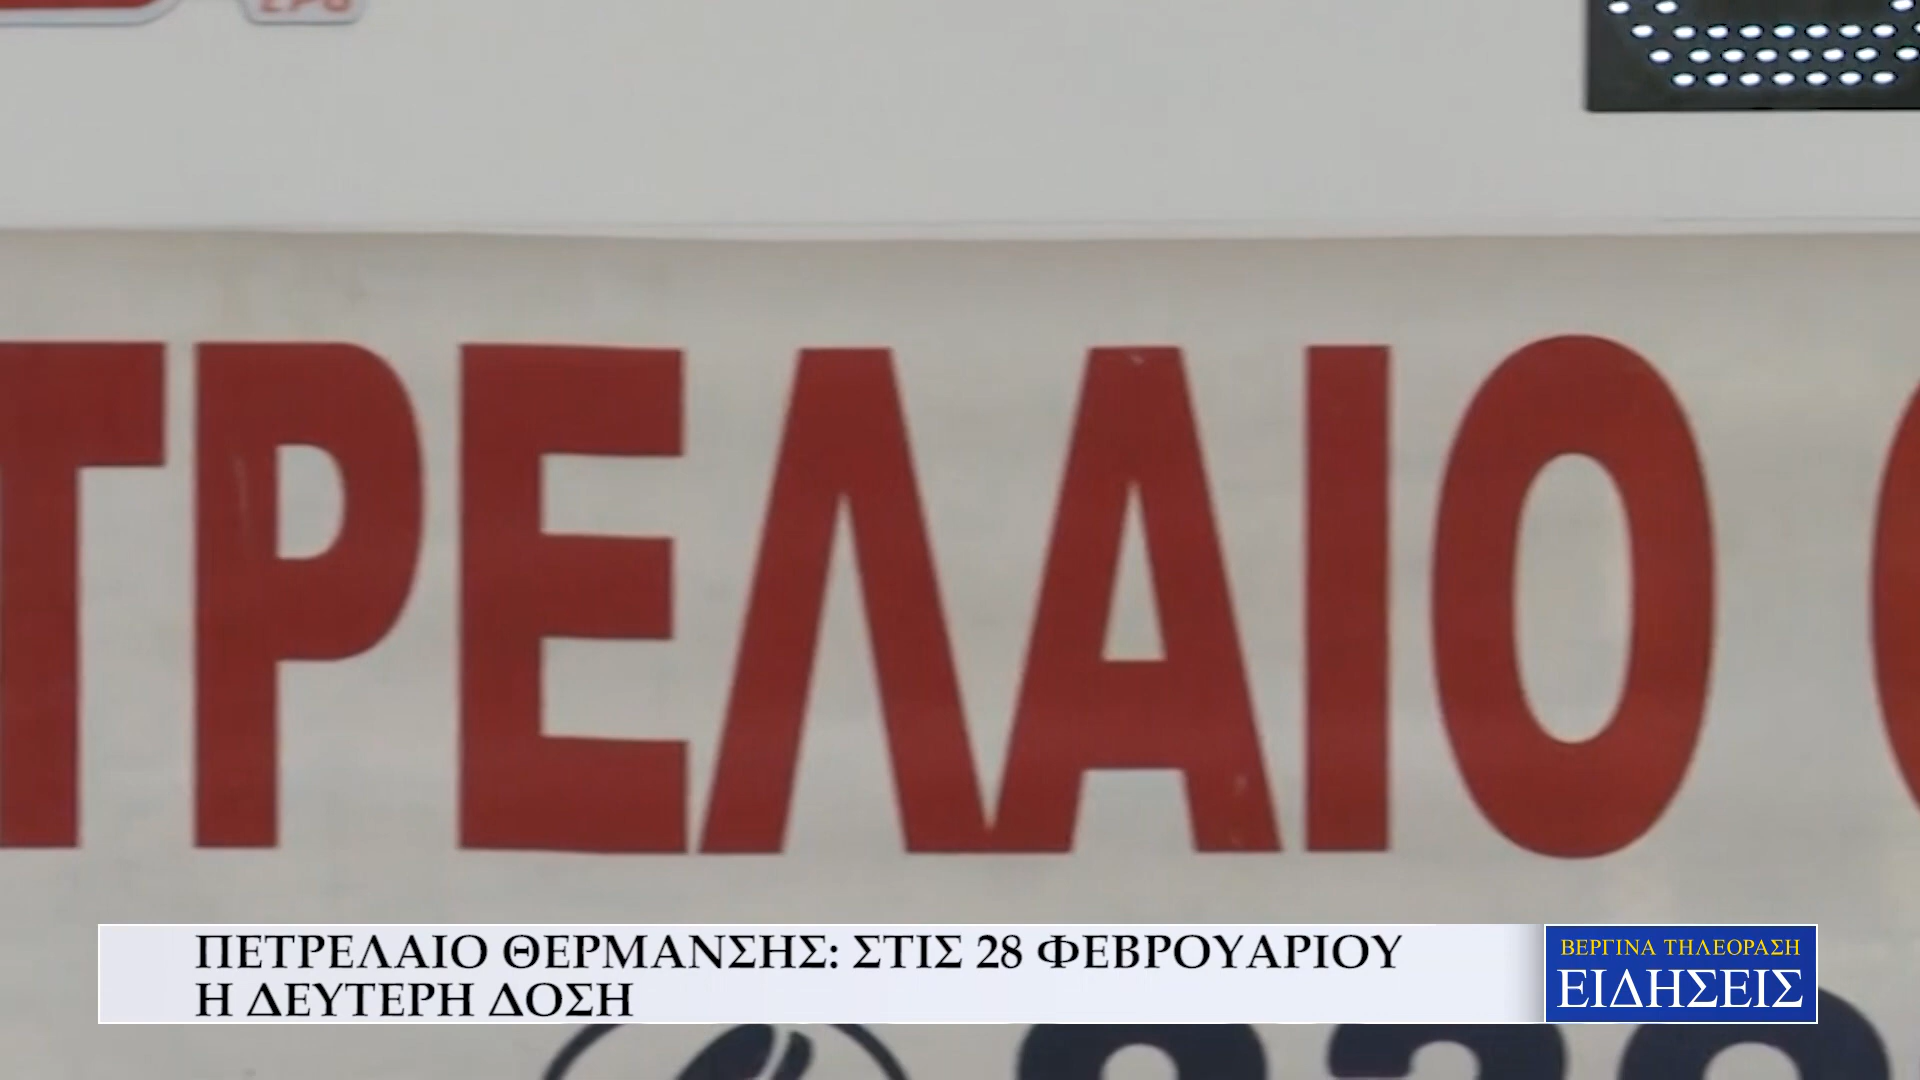 ΤΡΕΛΑΙΟ
ΠΕΤΡΕΛΑΙΟ ΘΕΡΜΑΝΣΗΣ: ΣΤΙΣ 28 ΦΕΒΡΟΥΑΡΙΟΥ
Η ΔΕΥΤΕΡΗ ΔΟΣΗ
ΒΕΡΓΙΝΑ ΤΗΛΕΟΡΑΣΗ
ΕΙΔΗΣΕΙΣ